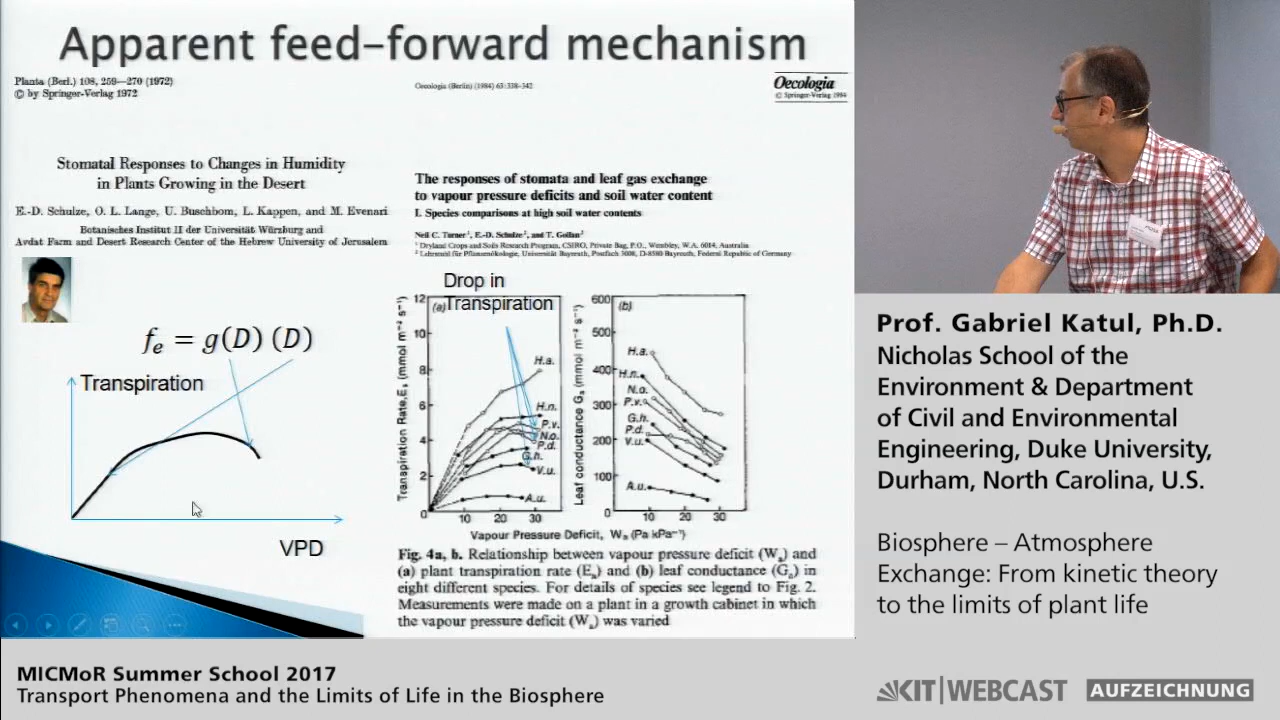 Apparent feed-forward mechanism
Planta (Berl.) 108, 259—270 (1972)
© by Springer-Verlag 1972
Oecologia (Berlin) (1984) 63:338-342
Oecologia
© Springer-Verlag 1984
Stomatal Responses to Changes in Humidity
in Plants Growing in the Desert
E.-D. Schulze, O. L. Lange, U. Buschbom, L. Kappen, and M. Evenari
Botanisches Institut II der Universität Würzburg and
Avdat Farm and Desert Research Center of the Hebrew University of Jerusalem
The responses of stomata and leaf gas exchange
to vapour pressure deficits and soil water content
I. Species comparisons at high soil water contents
Neil C. Turner¹, E.-D. Schulze², and T. Gollan²
¹ Dryland Crops and Soils Research Program, CSIRO, Private Bag, P.O., Wembley, W.A. 6014, Australia
² Lehrstuhl für Pflanzenökologie, Universität Bayreuth, Postfach 3008, D-8580 Bayreuth, Federal Republic of Germany
fe = g(D) (D)
Transpiration
VPD
Drop in
Transpiration
Transpiration Rate, E, (mmol m⁻² s⁻¹)
12
10
8
6
4
2
0
(a)
H.a.
H.n.
P.v.
N.o.
P.d.
G.h.
V.u.
A.u.
10 20 30
Leaf conductance Gs (mmol m⁻² s⁻¹)
600
500
400
300
200
100
0
(b)
H.a.
H.n.
N.o.
P.v.
G.h.
P.d.
V.u.
A.u.
10 20 30
Vapour Pressure Deficit, Wa (Pa kPa⁻¹)
Fig. 4a, b. Relationship between vapour pressure deficit (Wa) and
(a) plant transpiration rate (Ea) and (b) leaf conductance (Ga) in
eight different species. For details of species see legend to Fig. 2.
Measurements were made on a plant in a growth cabinet in which
the vapour pressure deficit (Wa) was varied
Prof. Gabriel Katul, Ph.D.
Nicholas School of the
Environment & Department
of Civil and Environmental
Engineering, Duke University,
Durham, North Carolina, U.S.
Biosphere – Atmosphere
Exchange: From kinetic theory
to the limits of plant life
MICMoR Summer School 2017
Transport Phenomena and the Limits of Life in the Biosphere
KIT|WEBCAST AUFZEICHNUNG